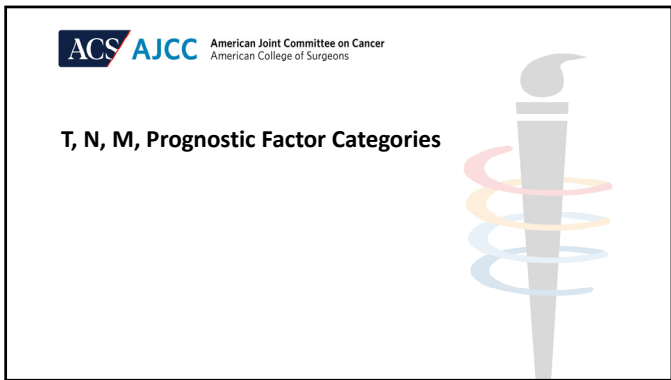 ACS AJCC American Joint Committee on Cancer
American College of Surgeons
T, N, M, Prognostic Factor Categories